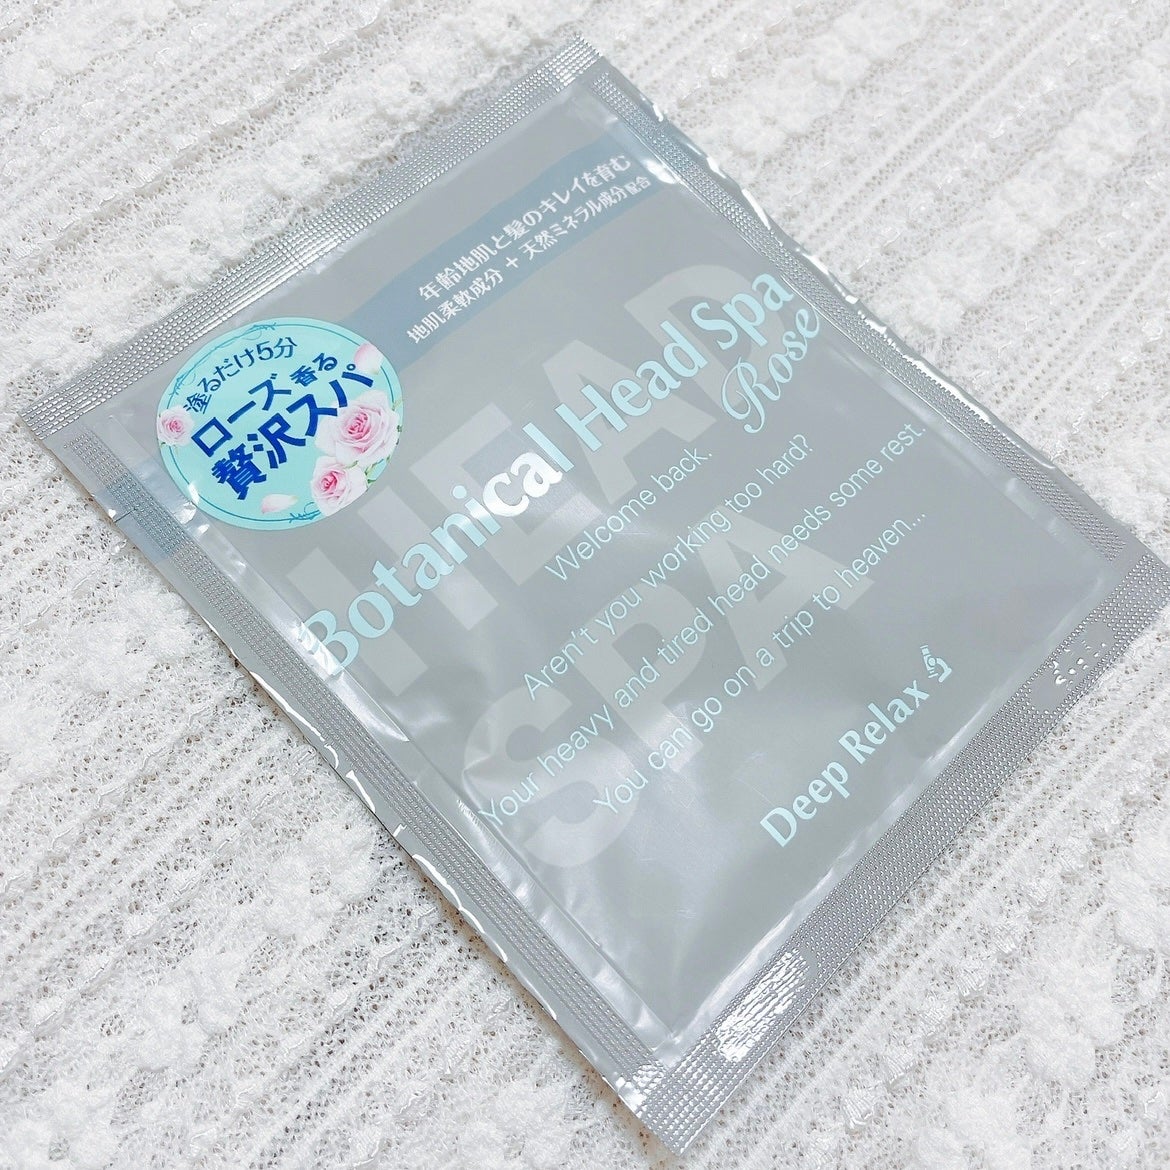 年齢地肌と髪のキレイを育む
地肌柔軟成分 + 天然ミネラル成分配合
塗るだけ5分
ローズ香る
贅沢スパ
HEAD
SPA
Botanical Head Spa
Rose
Welcome back.
Aren't you working too hard?
Your heavy and tired head needs some rest.
You can go on a trip to heaven...
Deep Relax